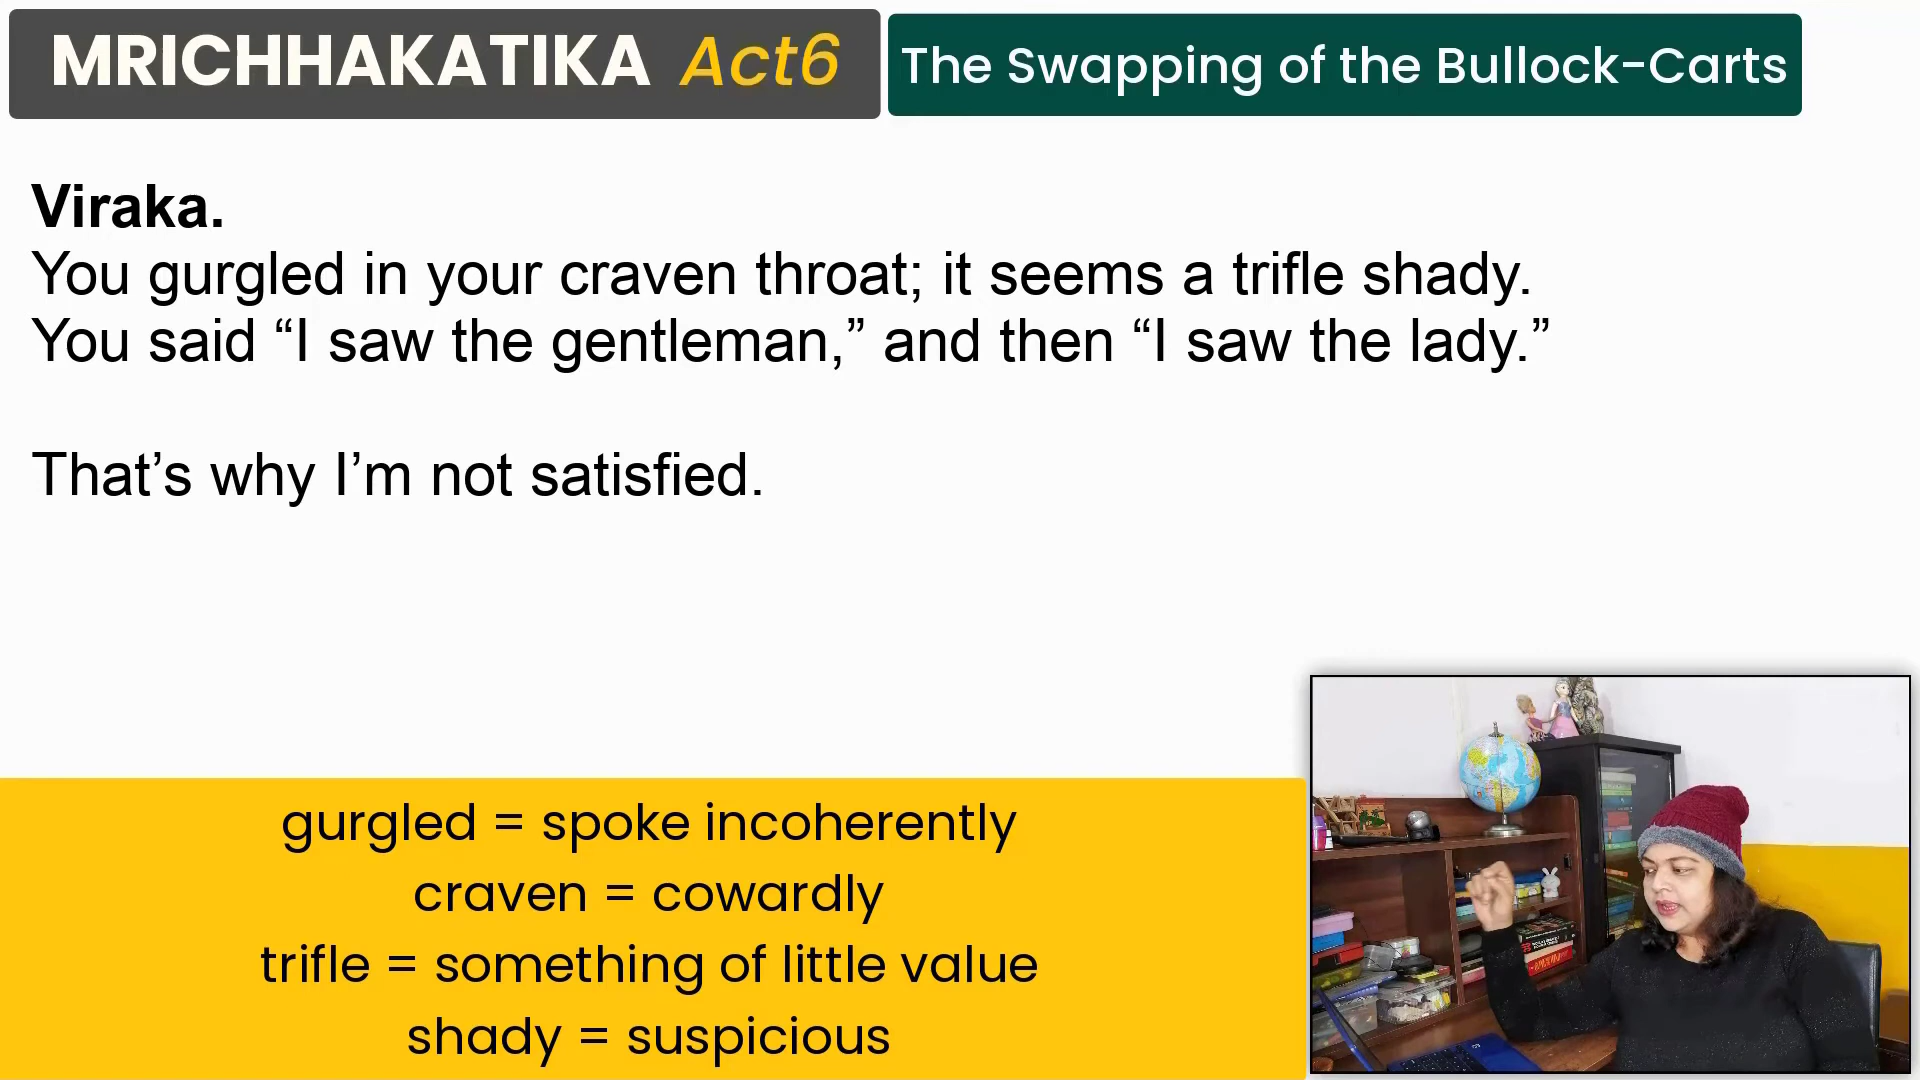 MRICHHAKATIKA Act6
The Swapping of the Bullock-Carts
Viraka.
You gurgled in your craven throat; it seems a trifle shady.
You said “I saw the gentleman,” and then “I saw the lady.”
That’s why I’m not satisfied.
gurgled = spoke incoherently
craven = cowardly
trifle = something of little value
shady = suspicious